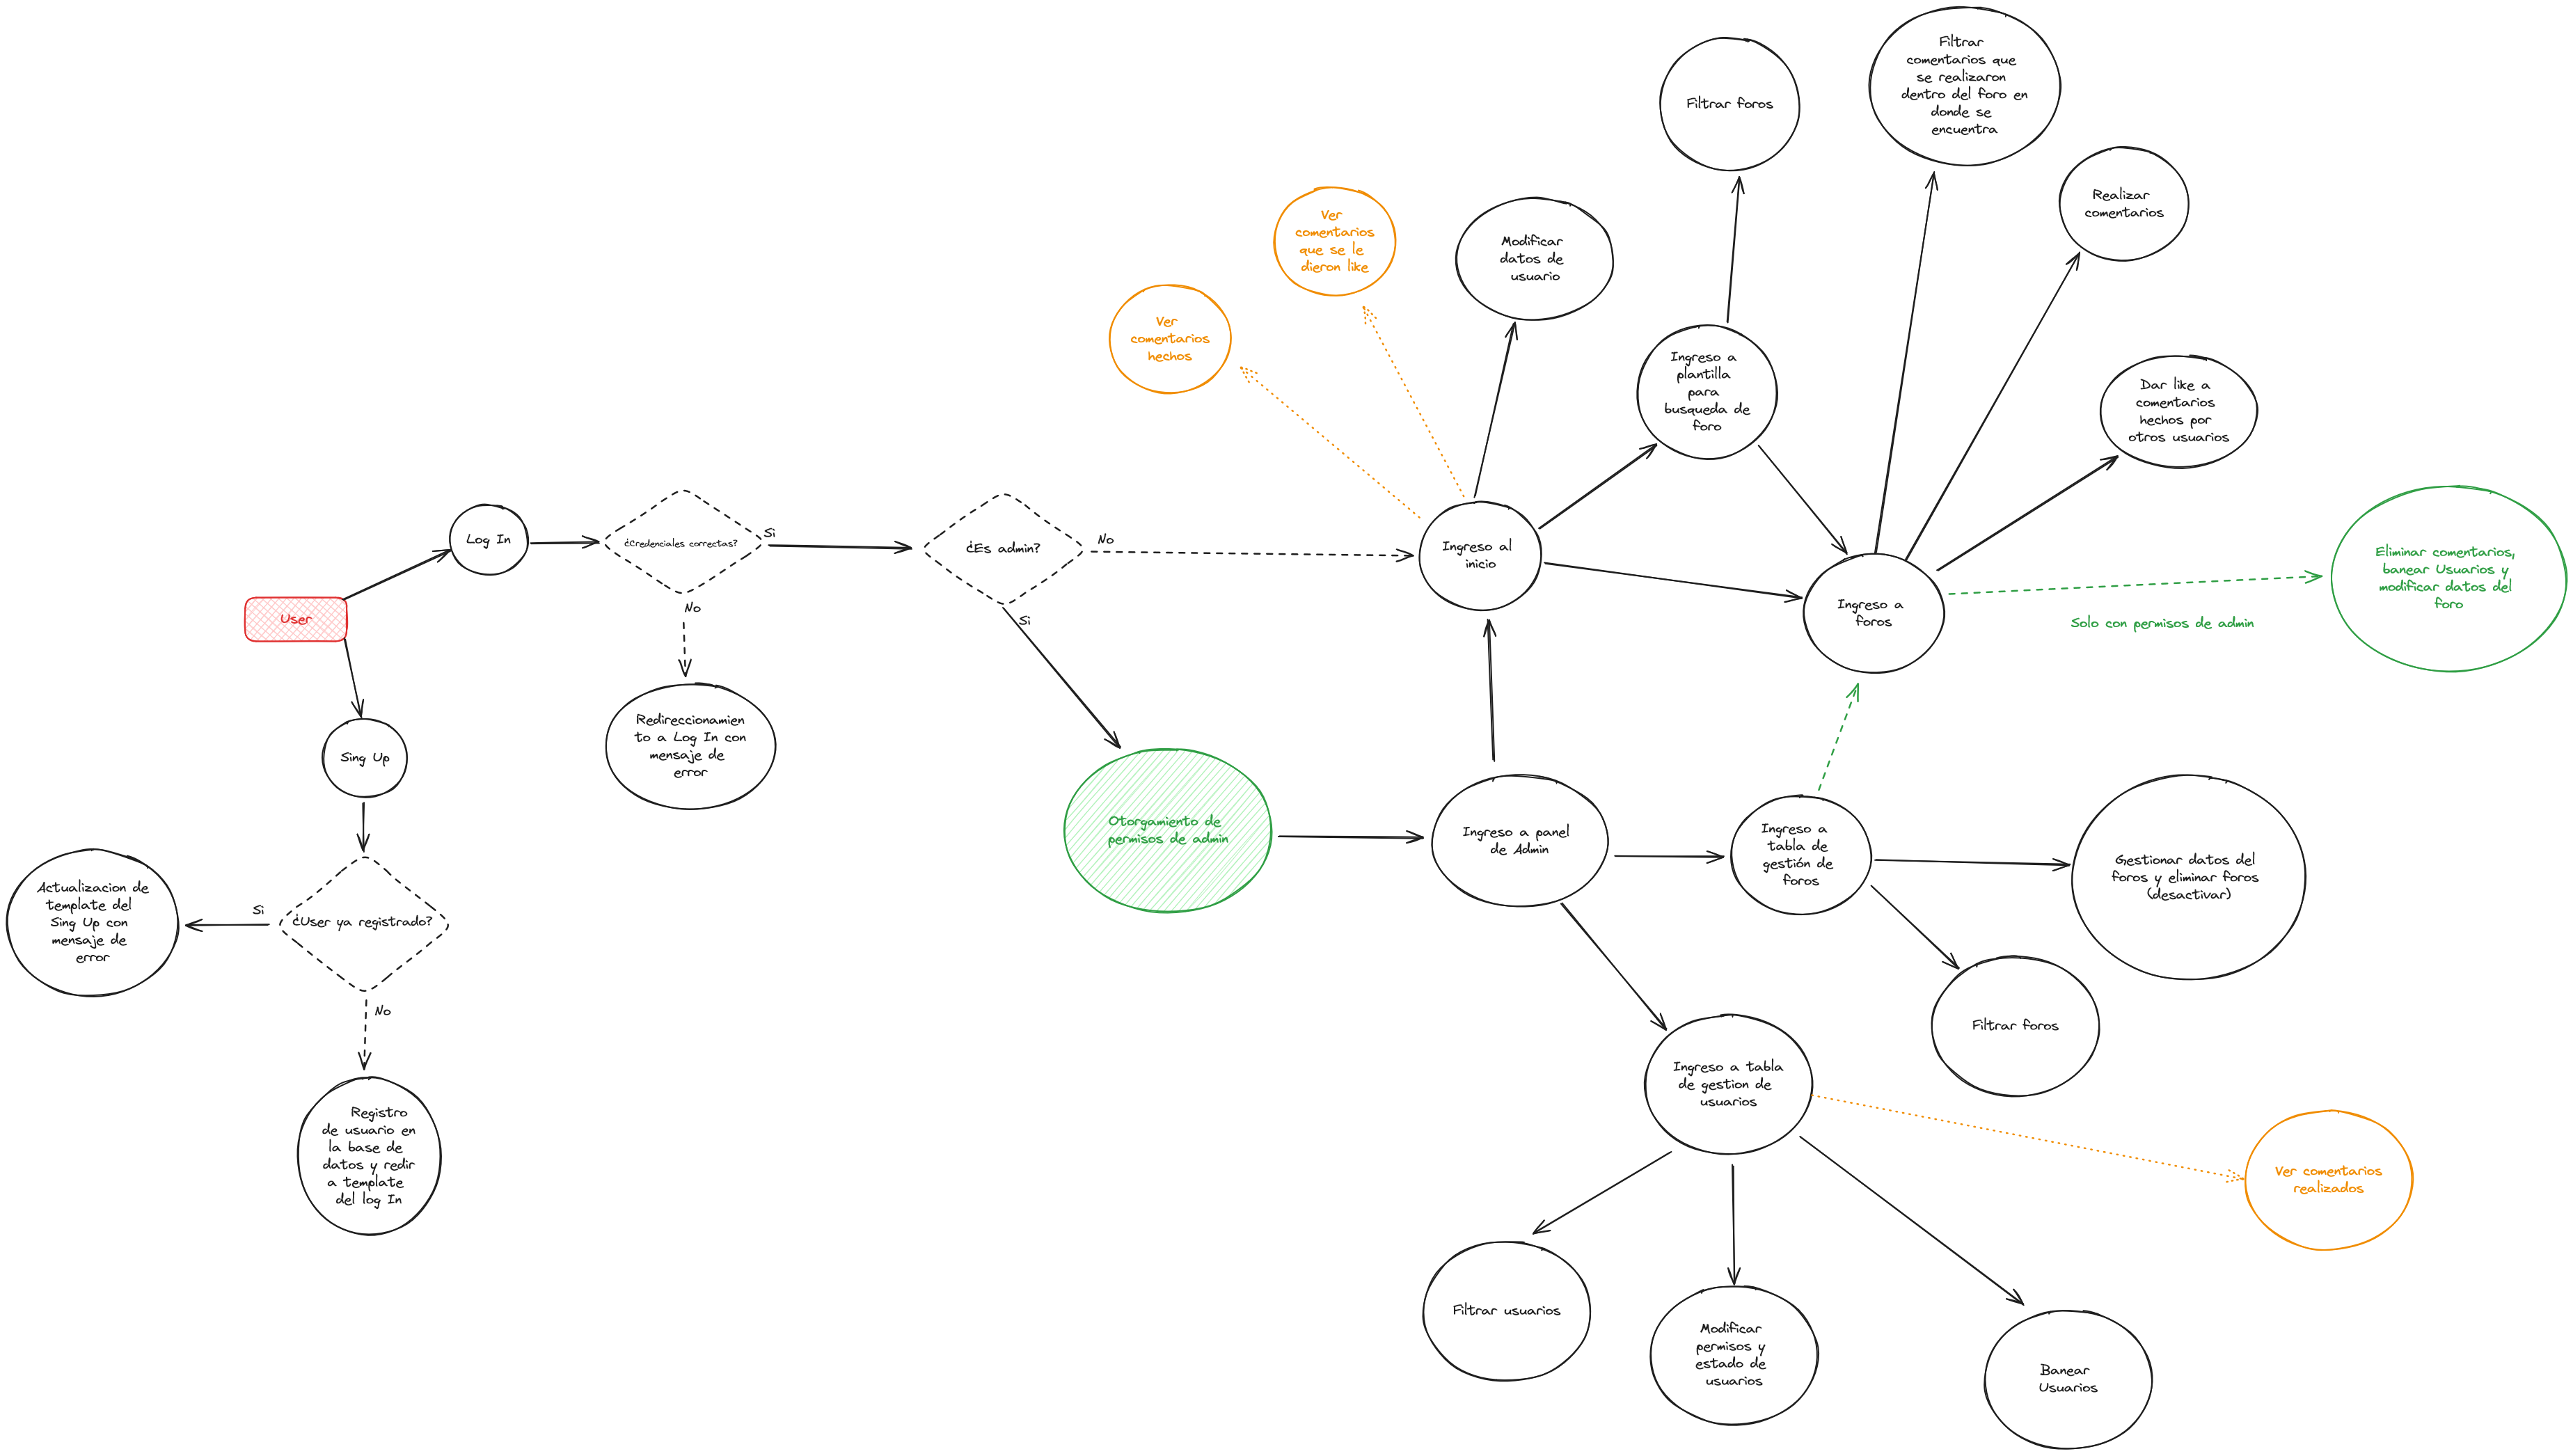 User
Log In
¿Credenciales correctas?
Si
No
Redireccionamien
to a Log In con
mensaje de
error
Sing Up
¿User ya registrado?
Si
Actualizacion de
template del
Sing Up con
mensaje de
error
No
Registro
de usuario en
la base de
datos y redir
a template
del log In
¿Es admin?
No
Si
Otorgamiento de
permisos de admin
Ingreso al
inicio
Ver
comentarios
hechos
Ver
comentarios
que se le
dieron like
Modificar
datos de
usuario
Ingreso a
plantilla
para
busqueda de
foro
Filtrar foros
Ingreso a
foros
Filtrar
comentarios que
se realizaron
dentro del foro en
donde se
encuentra
Realizar
comentarios
Dar like a
comentarios
hechos por
otros usuarios
Solo con permisos de admin
Eliminar comentarios,
banear Usuarios y
modificar datos del
foro
Ingreso a panel
de Admin
Ingreso a
tabla de
gestión de
foros
Gestionar datos del
foros y eliminar foros
(desactivar)
Filtrar foros
Ingreso a tabla
de gestion de
usuarios
Ver comentarios
realizados
Filtrar usuarios
Modificar
permisos y
estado de
usuarios
Banear
Usuarios